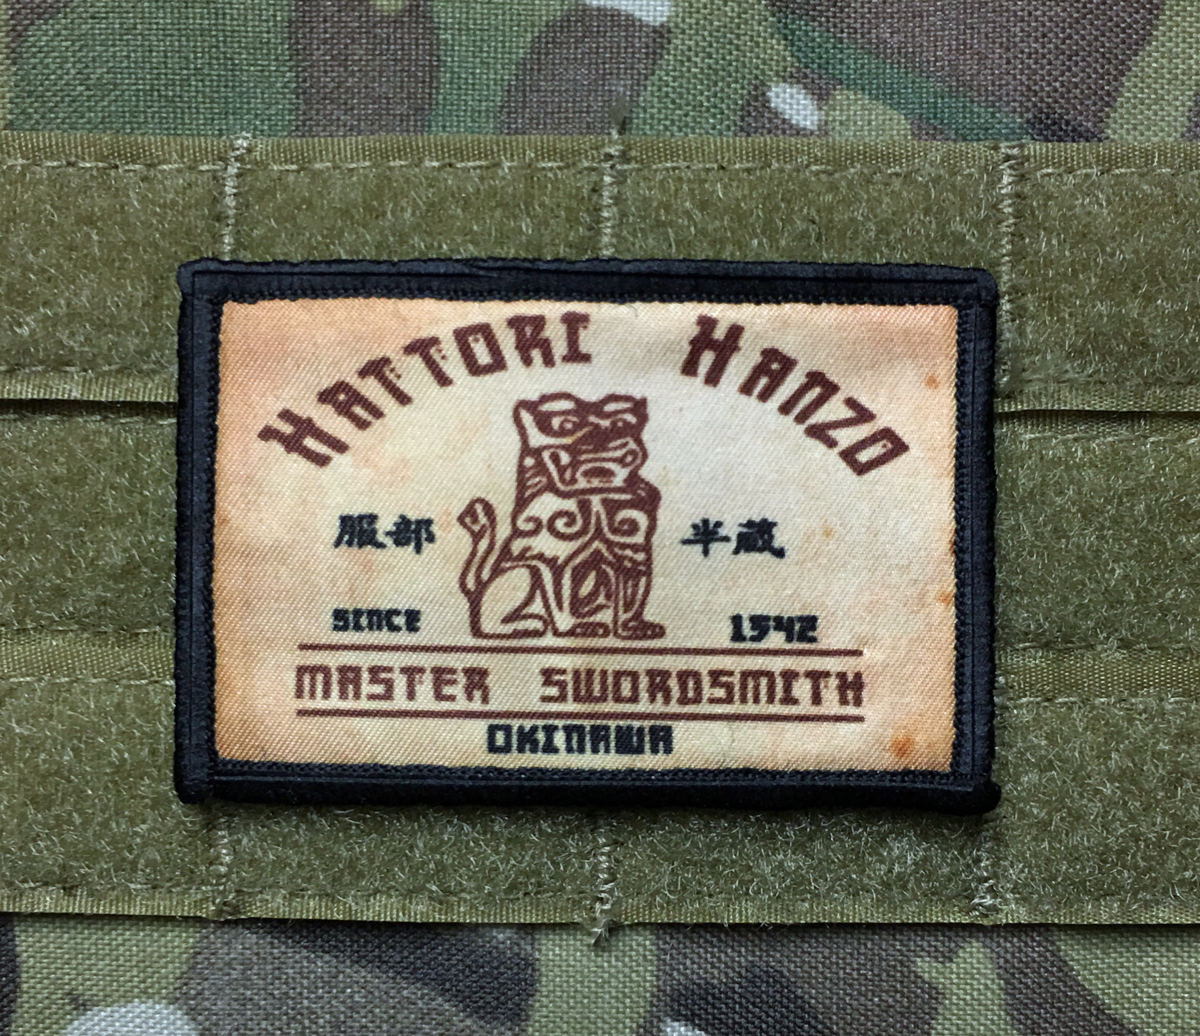 HATTORI HANZO
服部 半蔵
SINCE 1542
MASTER SWORDSMITH
OKINAWA